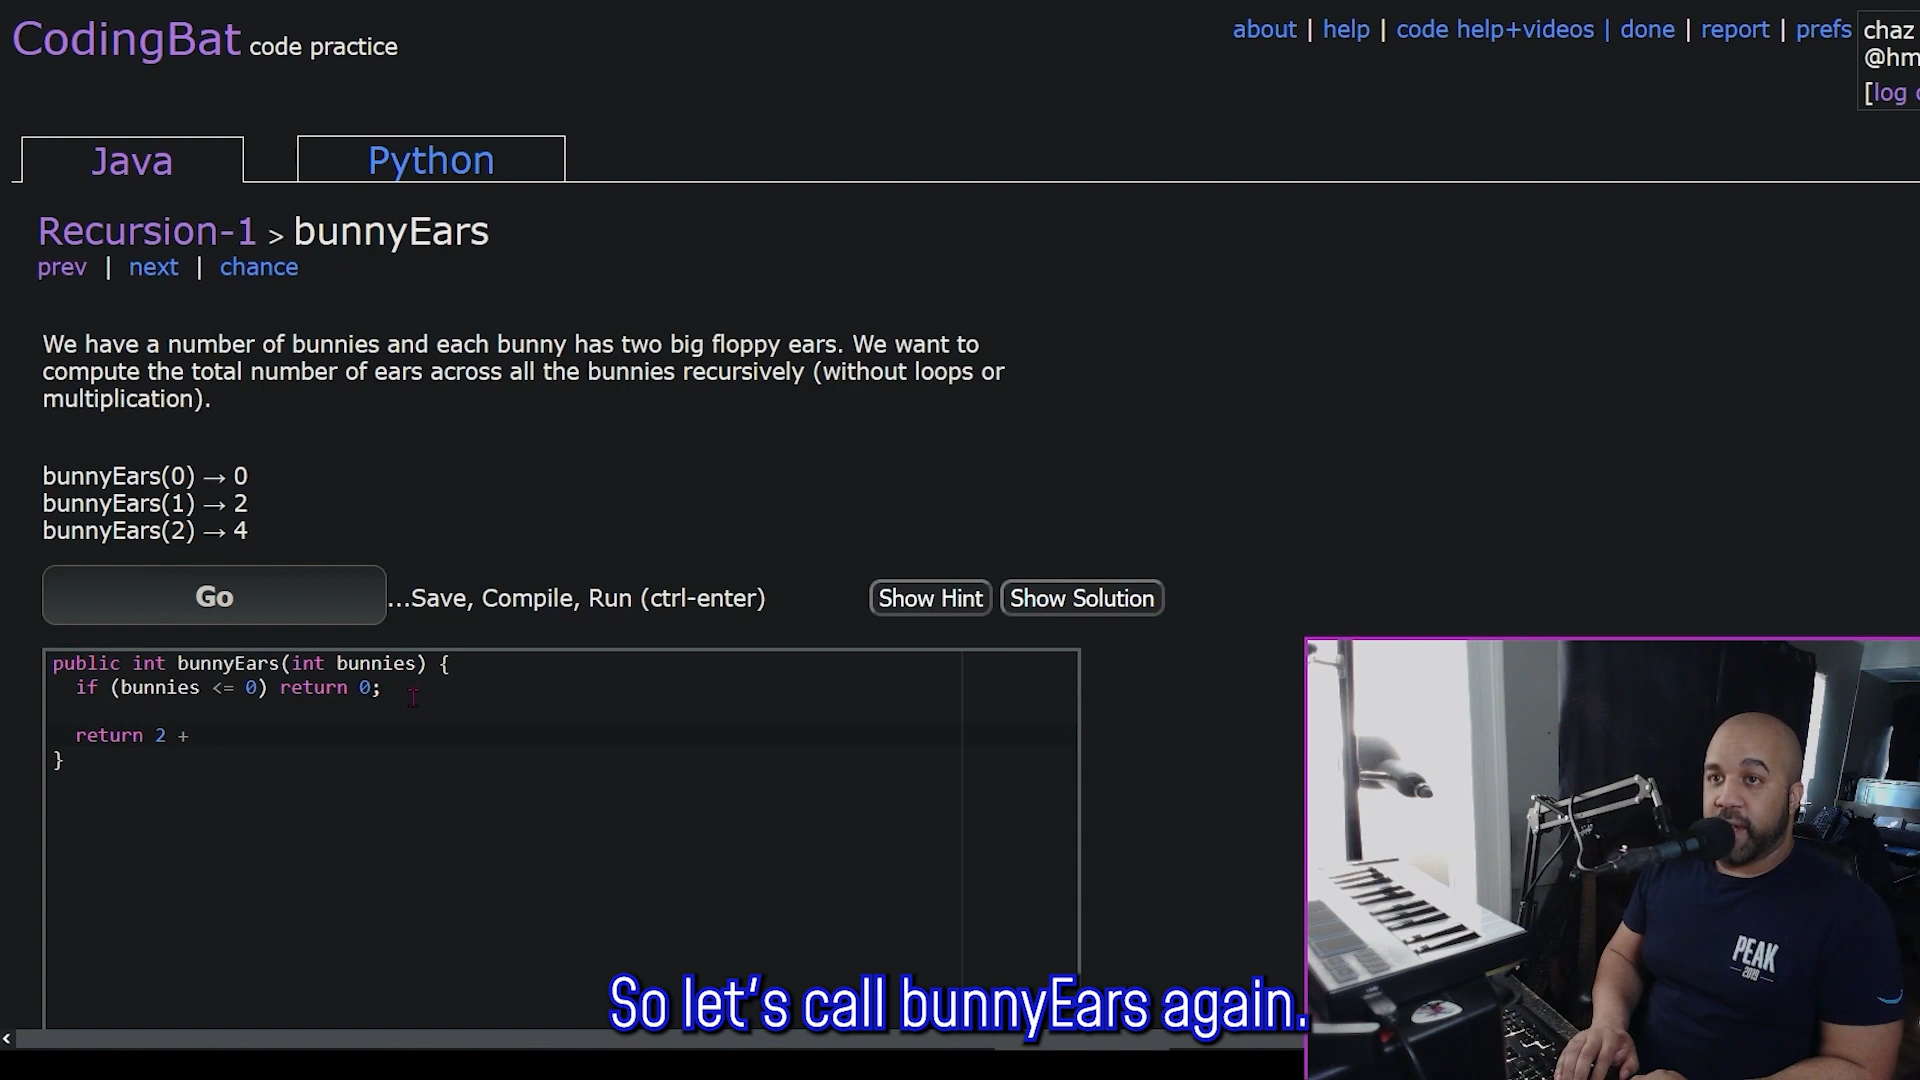 CodingBat code practice
about | help | code help+videos | done | report | prefs
chaz
@hm
[log
Java
Python
Recursion-1 > bunnyEars
prev | next | chance
We have a number of bunnies and each bunny has two big floppy ears. We want to
compute the total number of ears across all the bunnies recursively (without loops or
multiplication).
bunnyEars(0) → 0
bunnyEars(1) → 2
bunnyEars(2) → 4
Go
...Save, Compile, Run (ctrl-enter)
Show Hint
Show Solution
public int bunnyEars(int bunnies) {
if (bunnies <= 0) return 0;
return 2 +
}
PEAK
2019
So let's call bunnyEars again.